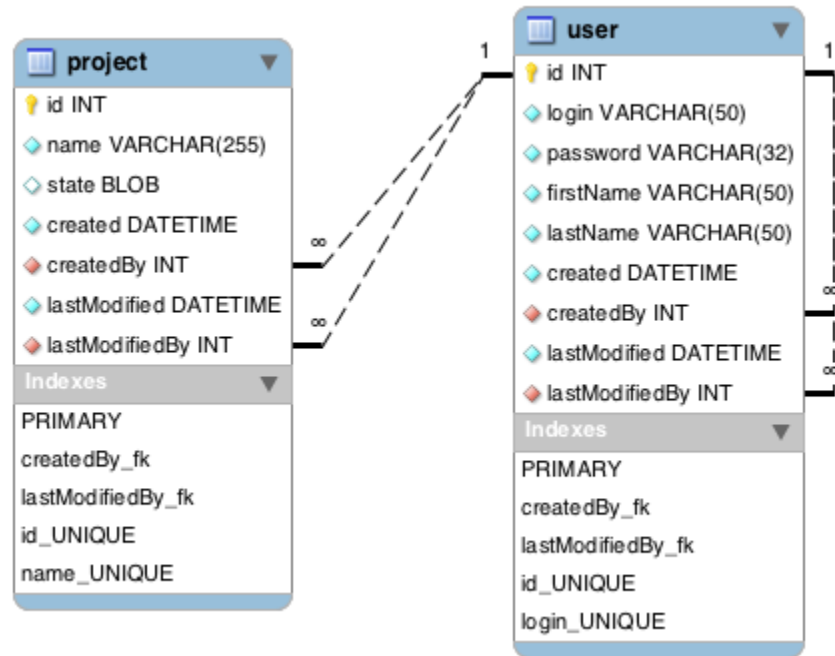 project
id INT
name VARCHAR(255)
state BLOB
created DATETIME
createdBy INT
lastModified DATETIME
lastModifiedBy INT
Indexes
PRIMARY
createdBy_fk
lastModifiedBy_fk
id_UNIQUE
name_UNIQUE
1
∞
∞
user
id INT
login VARCHAR(50)
password VARCHAR(32)
firstName VARCHAR(50)
lastName VARCHAR(50)
created DATETIME
createdBy INT
lastModified DATETIME
lastModifiedBy INT
Indexes
PRIMARY
createdBy_fk
lastModifiedBy_fk
id_UNIQUE
login_UNIQUE
1
∞
∞